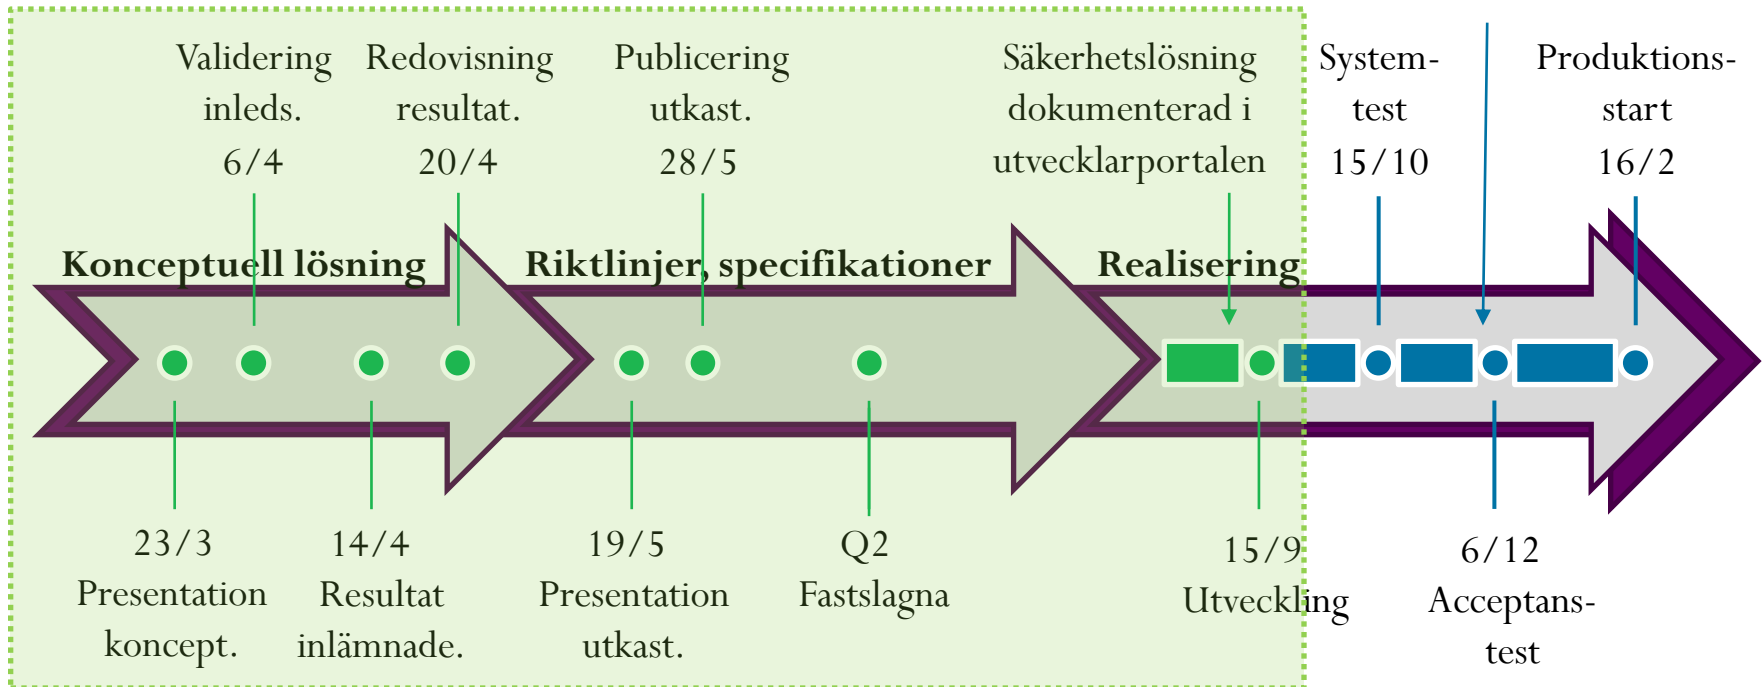 Validering
inleds.
6/4
Redovisning
resultat.
20/4
Publicering
utkast.
28/5
Säkerhetslösning
dokumenterad i
utvecklarportalen
System-
test
15/10
Produktions-
start
16/2
Konceptuell lösning
Riktlinjer, specifikationer
Realisering
23/3
Presentation
koncept.
14/4
Resultat
inlämnade.
19/5
Presentation
utkast.
Q2
Fastslagna
15/9
Utveckling
6/12
Acceptans-
test